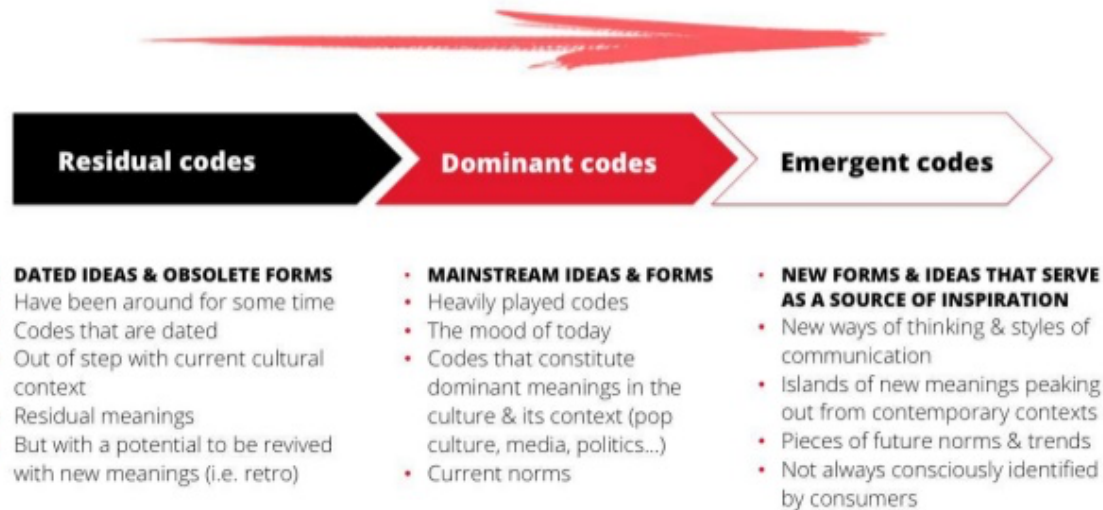 Residual codes
Dominant codes
Emergent codes
DATED IDEAS & OBSOLETE FORMS
Have been around for some time
Codes that are dated
Out of step with current cultural
context
Residual meanings
But with a potential to be revived
with new meanings (i.e. retro)
• MAINSTREAM IDEAS & FORMS
• Heavily played codes
• The mood of today
• Codes that constitute
dominant meanings in the
culture & its context (pop
culture, media, politics...)
• Current norms
• NEW FORMS & IDEAS THAT SERVE
AS A SOURCE OF INSPIRATION
• New ways of thinking & styles of
communication
• Islands of new meanings peaking
out from contemporary contexts
• Pieces of future norms & trends
• Not always consciously identified
by consumers